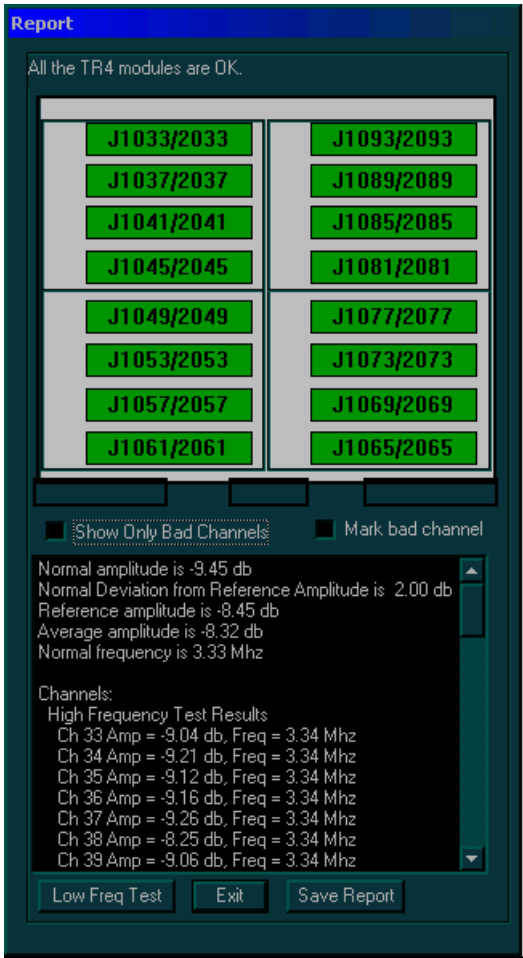 Report
All the TR4 modules are OK.
J1033/2033
J1093/2093
J1037/2037
J1089/2089
J1041/2041
J1085/2085
J1045/2045
J1081/2081
J1049/2049
J1077/2077
J1053/2053
J1073/2073
J1057/2057
J1069/2069
J1061/2061
J1065/2065
Show Only Bad Channels
Mark bad channel
Normal amplitude is -9.45 db
Normal Deviation from Reference Amplitude is 2.00 db
Reference amplitude is -8.45 db
Average amplitude is -8.32 db
Normal frequency is 3.33 Mhz
Channels:
High Frequency Test Results
Ch 33 Amp = -9.04 db, Freq = 3.34 Mhz
Ch 34 Amp = -9.21 db, Freq = 3.34 Mhz
Ch 35 Amp = -9.12 db, Freq = 3.34 Mhz
Ch 36 Amp = -9.16 db, Freq = 3.34 Mhz
Ch 37 Amp = -9.26 db, Freq = 3.34 Mhz
Ch 38 Amp = -8.25 db, Freq = 3.34 Mhz
Ch 39 Amp = -9.06 db, Freq = 3.34 Mhz
Low Freq Test
Exit
Save Report